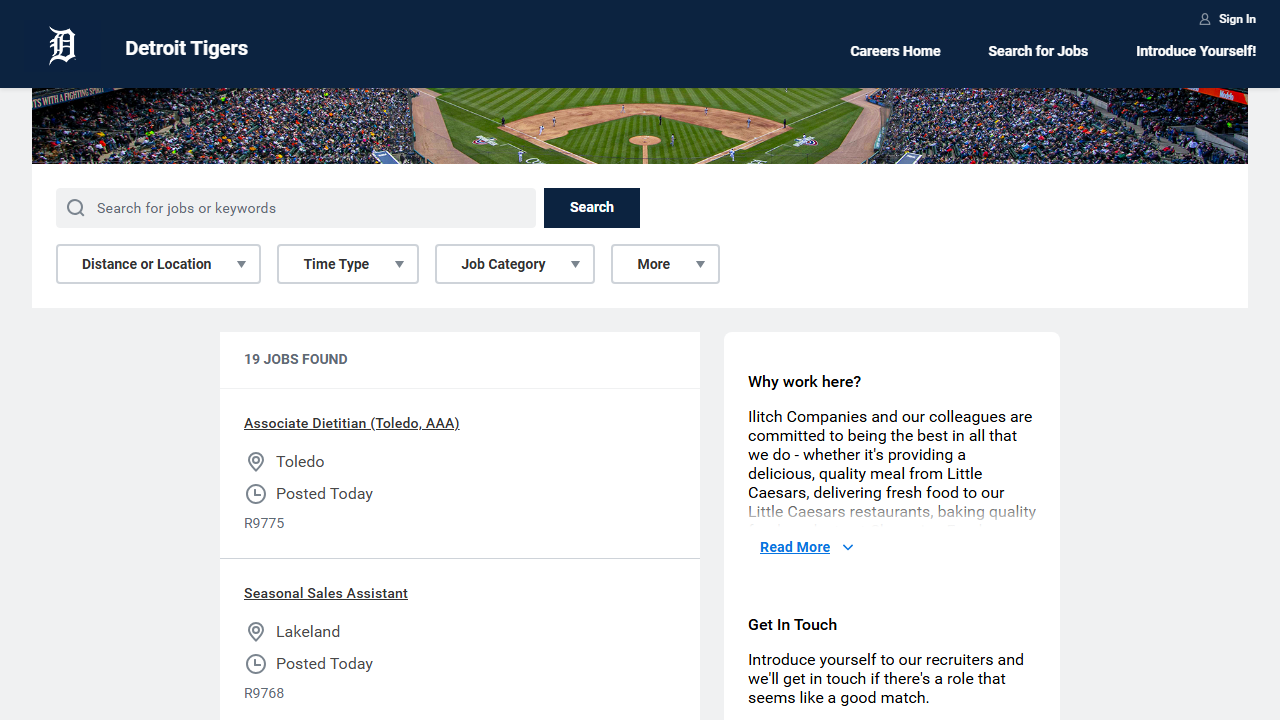 Sign In
Detroit Tigers
Careers Home
Search for Jobs
Introduce Yourself!
Search for jobs or keywords
Search
Distance or Location
Time Type
Job Category
More
19 JOBS FOUND
Associate Dietitian (Toledo, AAA)
Toledo
Posted Today
R9775
Seasonal Sales Assistant
Lakeland
Posted Today
R9768
Why work here?
Ilitch Companies and our colleagues are
committed to being the best in all that
we do - whether it's providing a
delicious, quality meal from Little
Caesars, delivering fresh food to our
Little Caesars restaurants, baking quality
Read More
Get In Touch
Introduce yourself to our recruiters and
we'll get in touch if there's a role that
seems like a good match.